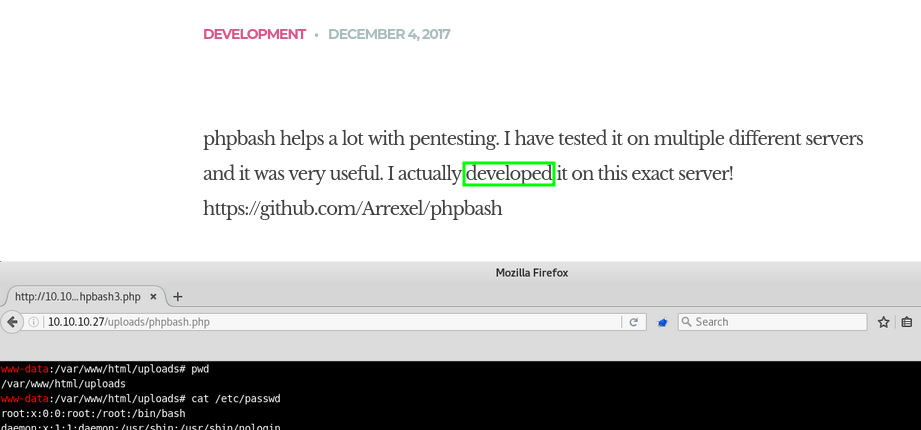 DEVELOPMENT • DECEMBER 4, 2017
phpbash helps a lot with pentesting. I have tested it on multiple different servers
and it was very useful. I actually developed it on this exact server!
https://github.com/Arrexel/phpbash
Mozilla Firefox
http://10.10...hpbash3.php × +
10.10.10.27/uploads/phpbash.php Search
www-data:/var/www/html/uploads# pwd
/var/www/html/uploads
www-data:/var/www/html/uploads# cat /etc/passwd
root:x:0:0:root:/root:/bin/bash
daemon:x:1:1:daemon:/usr/sbin:/usr/sbin/nologin